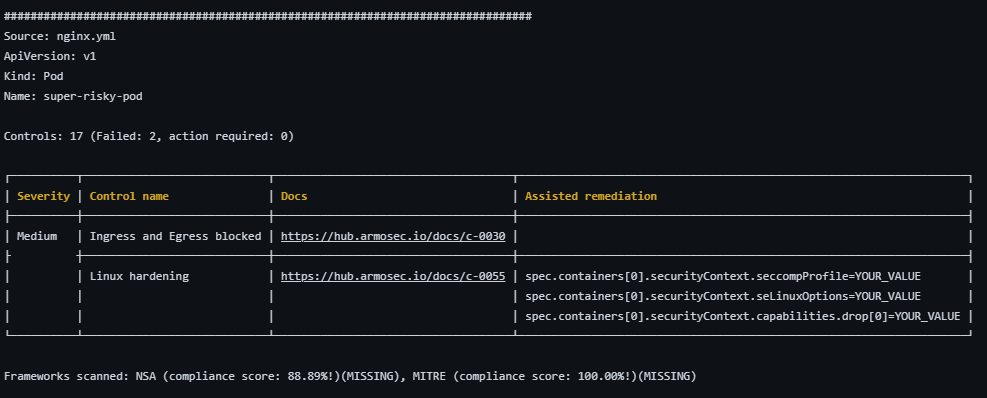 ################################################################################
Source: nginx.yml
ApiVersion: v1
Kind: Pod
Name: super-risky-pod
Controls: 17 (Failed: 2, action required: 0)
Severity Control name Docs Assisted remediation
Medium Ingress and Egress blocked https://hub.armosec.io/docs/c-0030
Linux hardening https://hub.armosec.io/docs/c-0055 spec.containers[0].securityContext.seccompProfile=YOUR_VALUE
spec.containers[0].securityContext.seLinuxOptions=YOUR_VALUE
spec.containers[0].securityContext.capabilities.drop[0]=YOUR_VALUE
Frameworks scanned: NSA (compliance score: 88.89%!)(MISSING), MITRE (compliance score: 100.00%!)(MISSING)